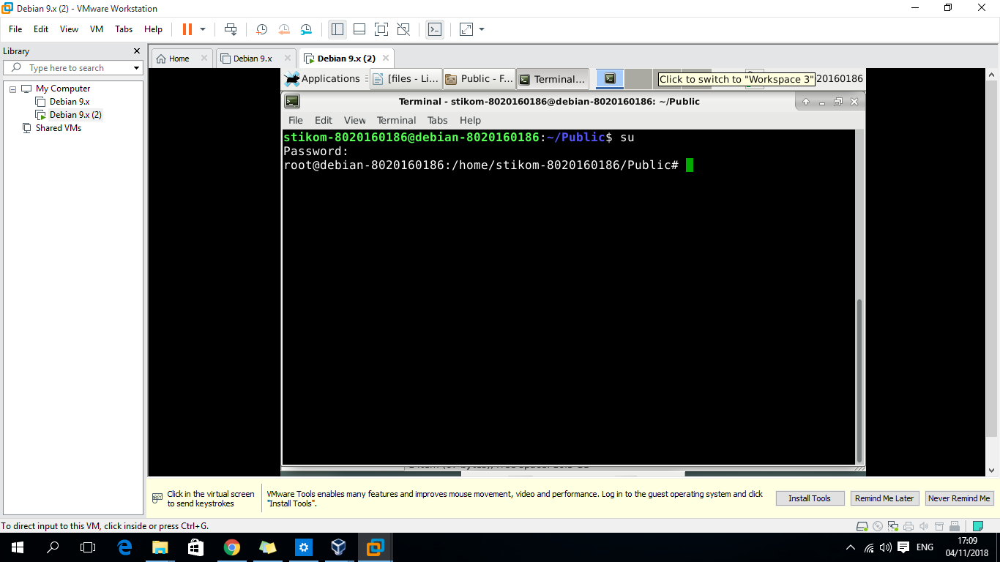 Debian 9.x (2) - VMware Workstation
File Edit View VM Tabs Help
Library
Type here to search
My Computer
Debian 9.x
Debian 9.x (2)
Shared VMs
Home Debian 9.x Debian 9.x (2)
Applications [files - Li... Public - F... Terminal... Click to switch to "Workspace 3" 20160186
Terminal - stikom-8020160186@debian-8020160186: ~/Public
File Edit View Terminal Tabs Help
stikom-8020160186@debian-8020160186:~/Public$ su
Password:
root@debian-8020160186:/home/stikom-8020160186/Public#
Click in the virtual screen
to send keystrokes
VMware Tools enables many features and improves mouse movement, video and performance. Log in to the guest operating system and click
"Install Tools".
Install Tools Remind Me Later Never Remind Me
To direct input to this VM, click inside or press Ctrl+G.
ENG
17:09
04/11/2018